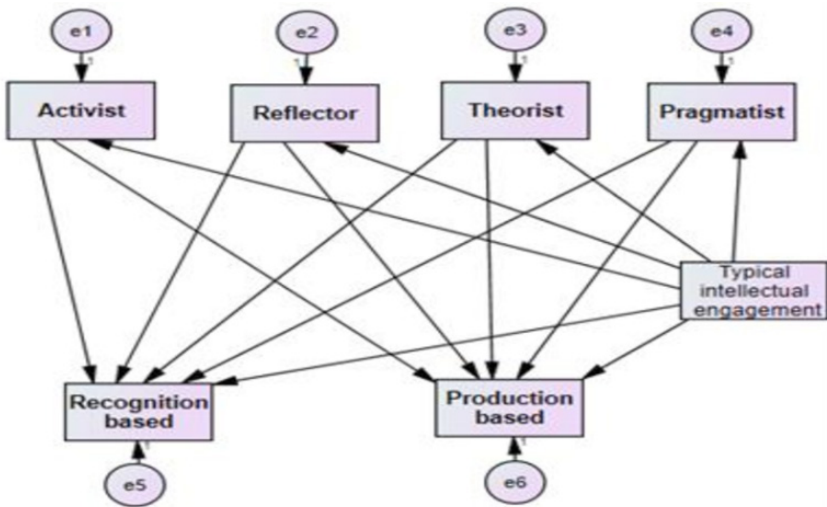 e1
e2
e3
e4
1
1
1
1
Activist
Reflector
Theorist
Pragmatist
Typical
intellectual
engagement
Recognition
based
Production
based
1
1
e5
e6